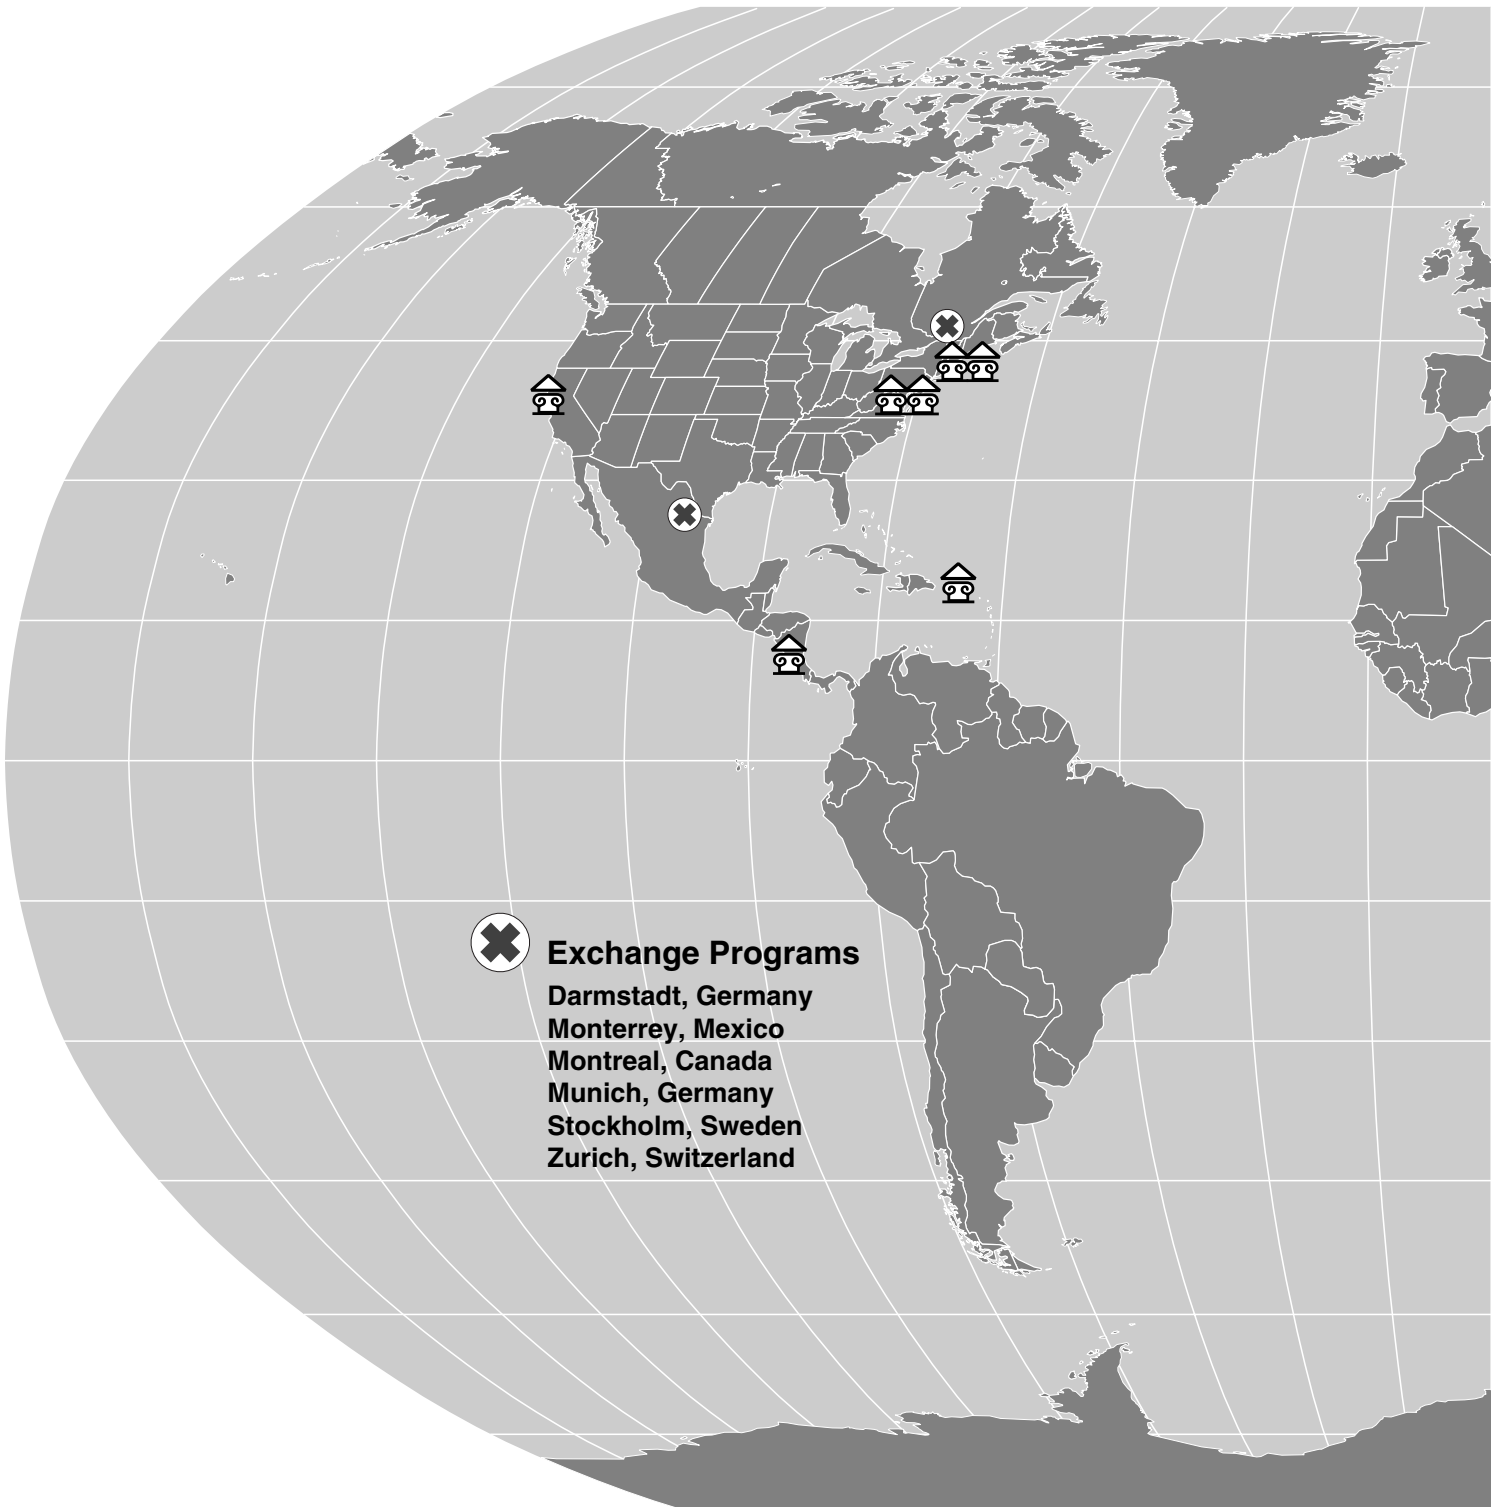 Exchange Programs
Darmstadt, Germany
Monterrey, Mexico
Montreal, Canada
Munich, Germany
Stockholm, Sweden
Zurich, Switzerland